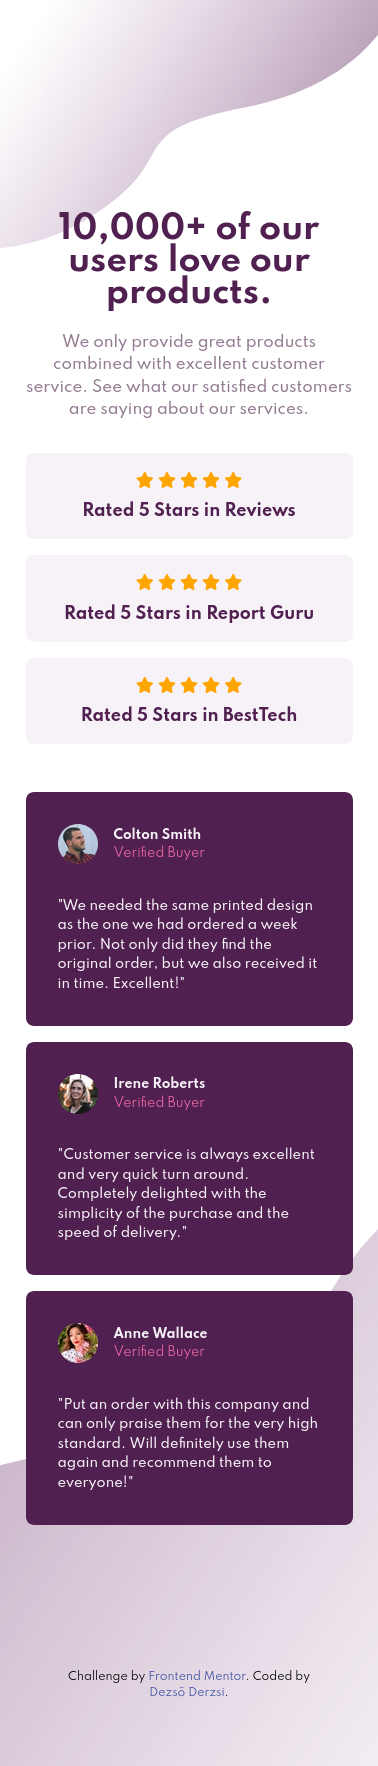 10,000+ of our
users love our
products.
We only provide great products
combined with excellent customer
service. See what our satisfied customers
are saying about our services.
Rated 5 Stars in Reviews
Rated 5 Stars in Report Guru
Rated 5 Stars in BestTech
Colton Smith
Verified Buyer
"We needed the same printed design
as the one we had ordered a week
prior. Not only did they find the
original order, but we also received it
in time. Excellent!"
Irene Roberts
Verified Buyer
"Customer service is always excellent
and very quick turn around.
Completely delighted with the
simplicity of the purchase and the
speed of delivery."
Anne Wallace
Verified Buyer
"Put an order with this company and
can only praise them for the very high
standard. Will definitely use them
again and recommend them to
everyone!"
Challenge by Frontend Mentor. Coded by
Dezső Derzsi.